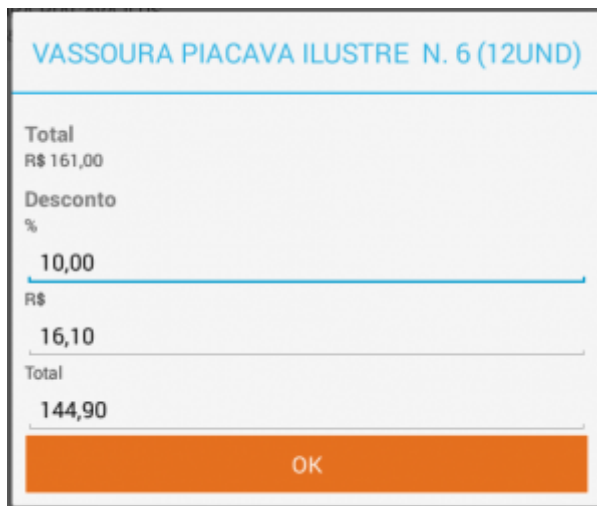 VASSOURA PIACAVA ILUSTRE N. 6 (12UND)
Total
R$ 161,00
Desconto
%
10,00
R$
16,10
Total
144,90
OK